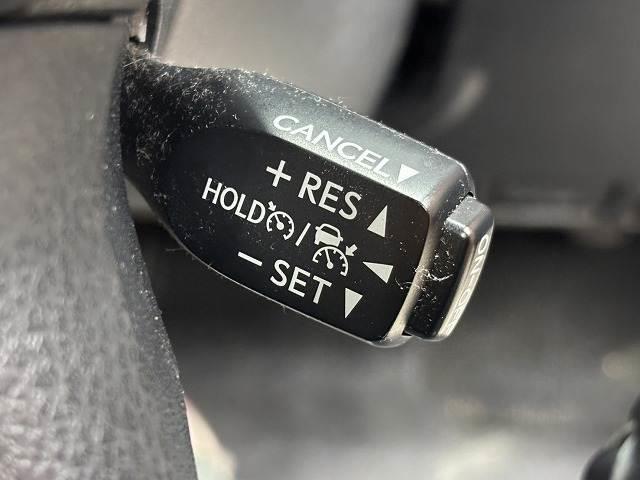 CANCEL▼
+ RES ▲
HOLD / ◀
− SET ▼